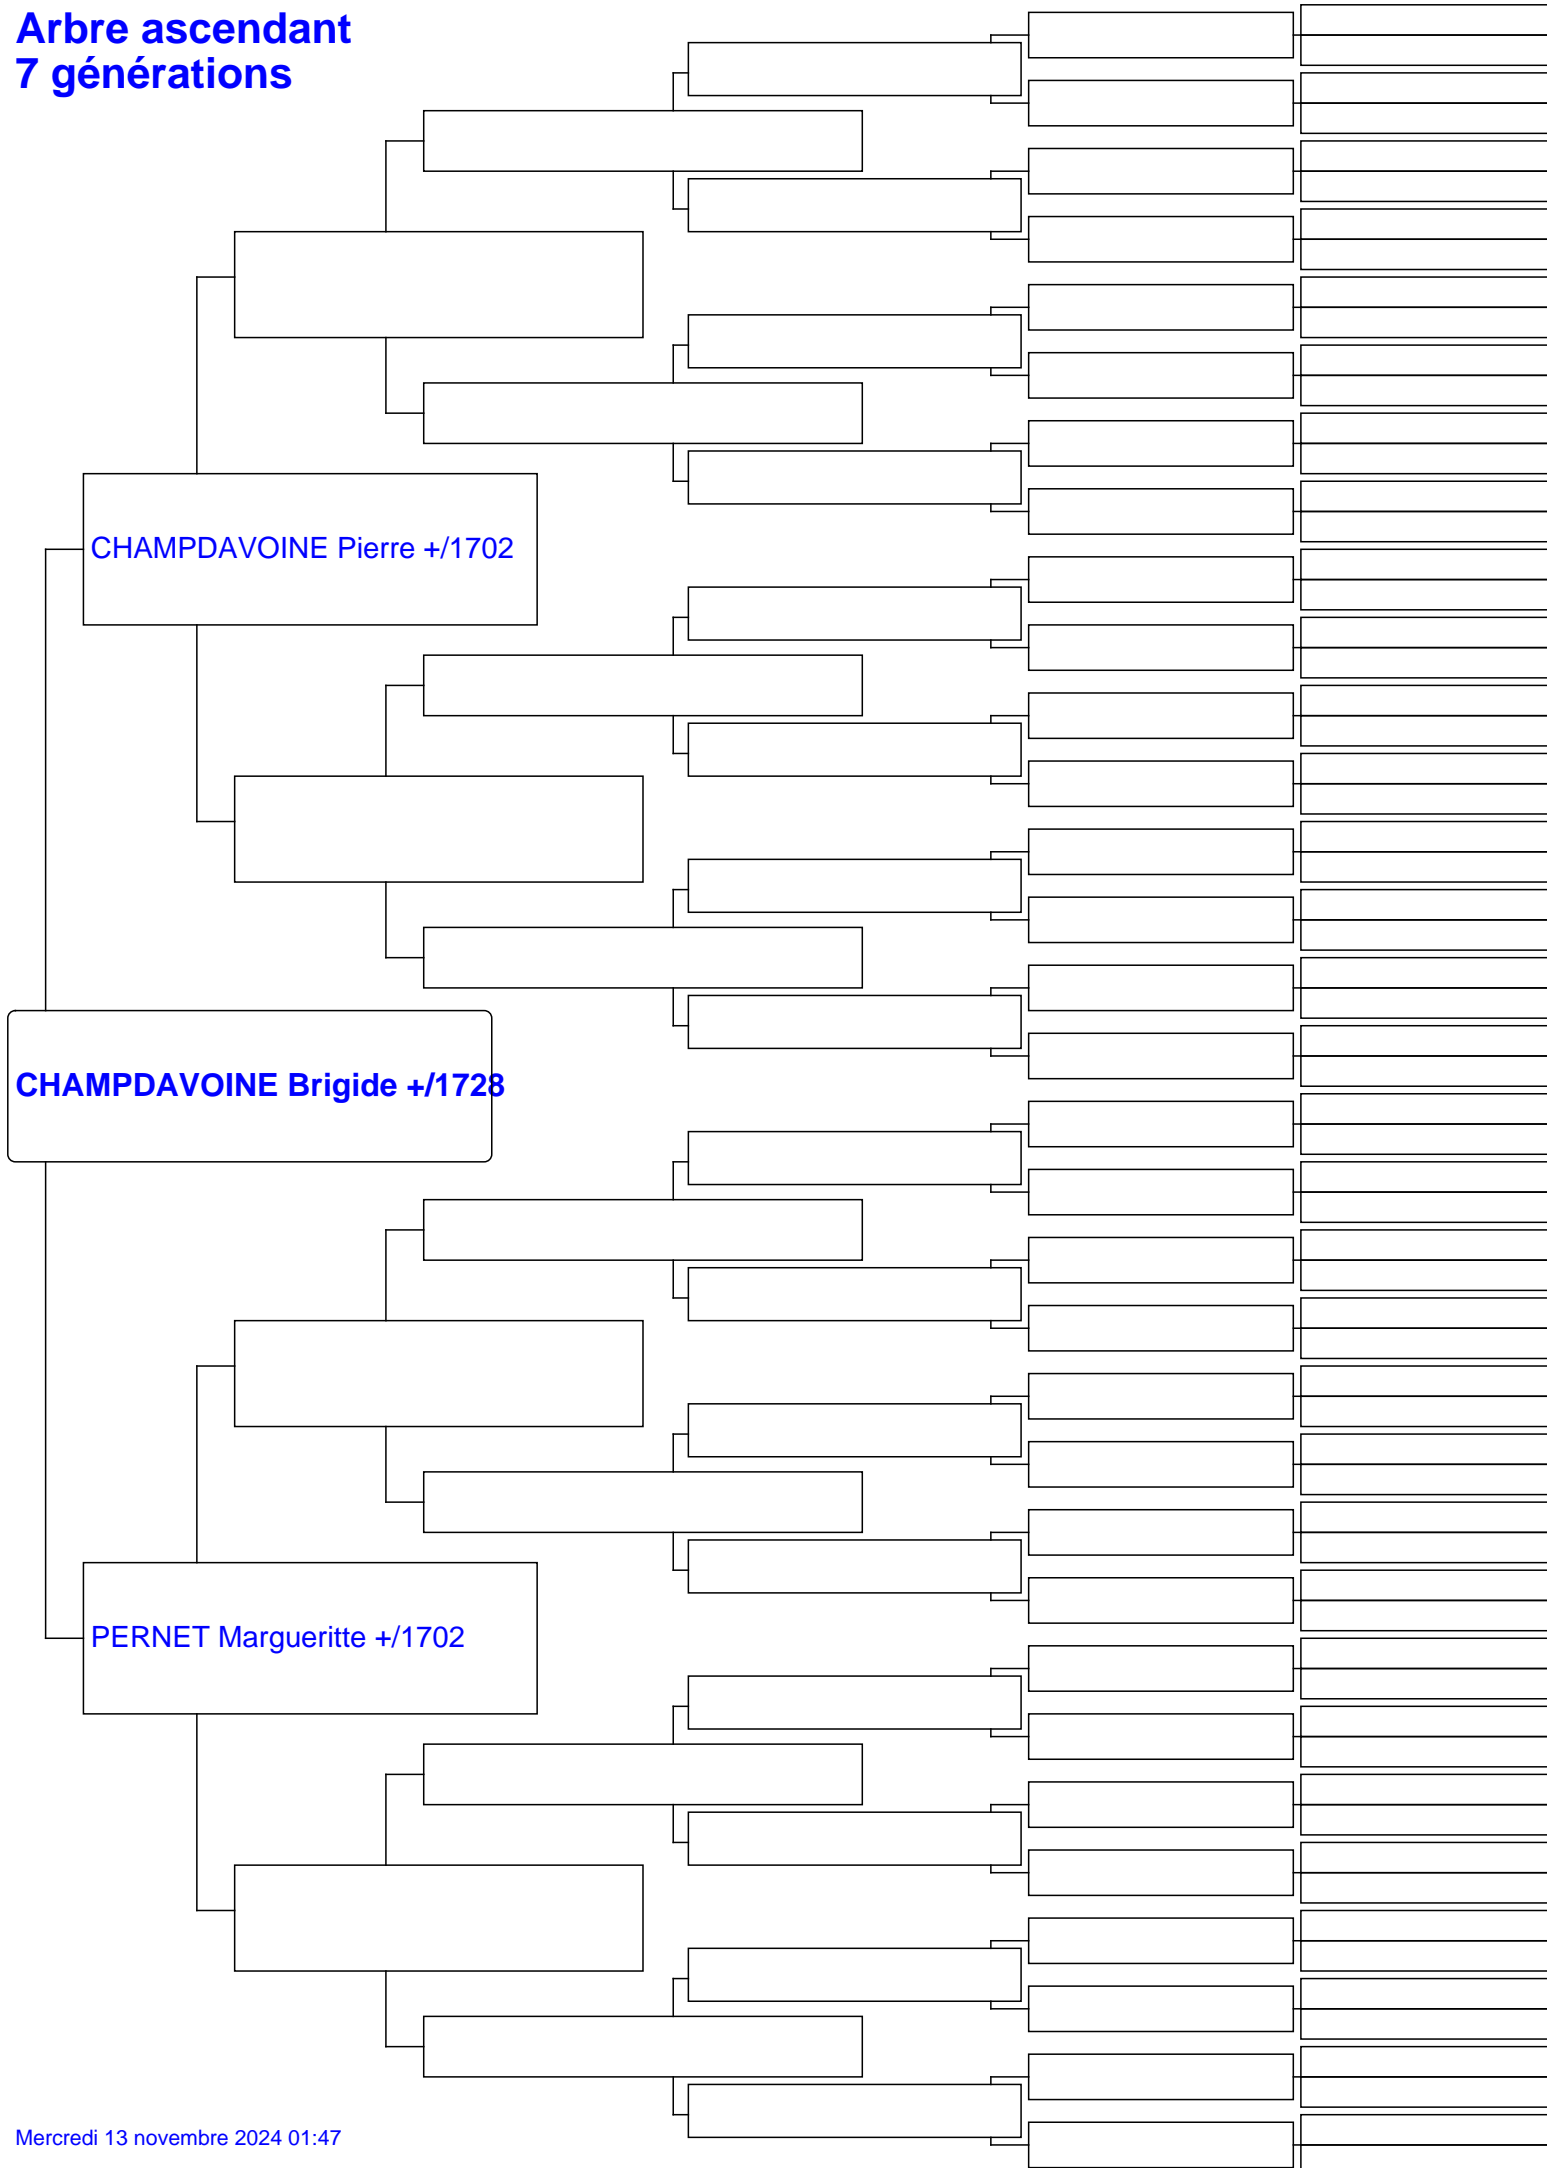 Arbre ascendant
7 générations
CHAMPDAVOINE Pierre +/1702
CHAMPDAVOINE Brigide +/1728
PERNET Margueritte +/1702
Mercredi 13 novembre 2024 01:47